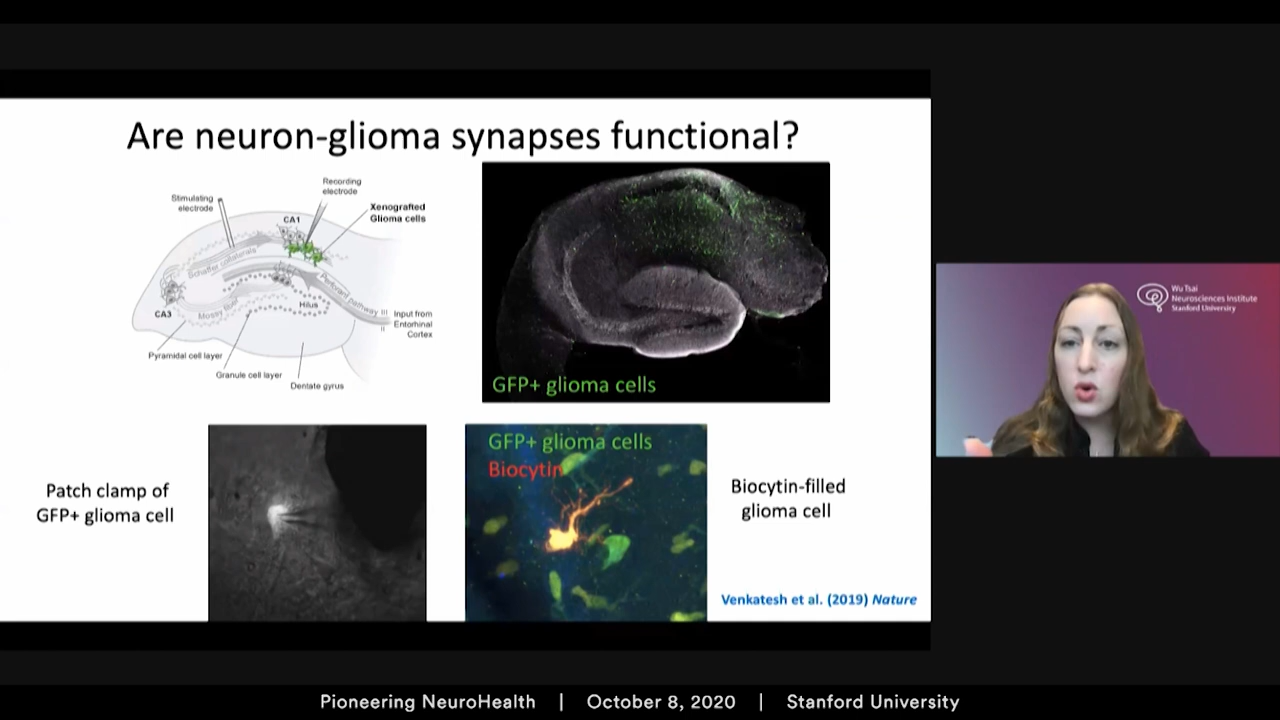 Are neuron-glioma synapses functional?
Recording
electrode
Stimulating
electrode
Xenografted
Glioma cells
CA1
Schaffer collaterals
Perforant pathway
III
II
Hilus
CA3
Mossy
Input from
Entorhinal
Cortex
Pyramidal cell layer
Granule cell layer
Dentate gyrus
GFP+ glioma cells
Patch clamp of
GFP+ glioma cell
GFP+ glioma cells
Biocytin
Biocytin-filled
glioma cell
Venkatesh et al. (2019) Nature
Wu Tsai
Neurosciences Institute
Stanford University
Pioneering NeuroHealth | October 8, 2020 | Stanford University